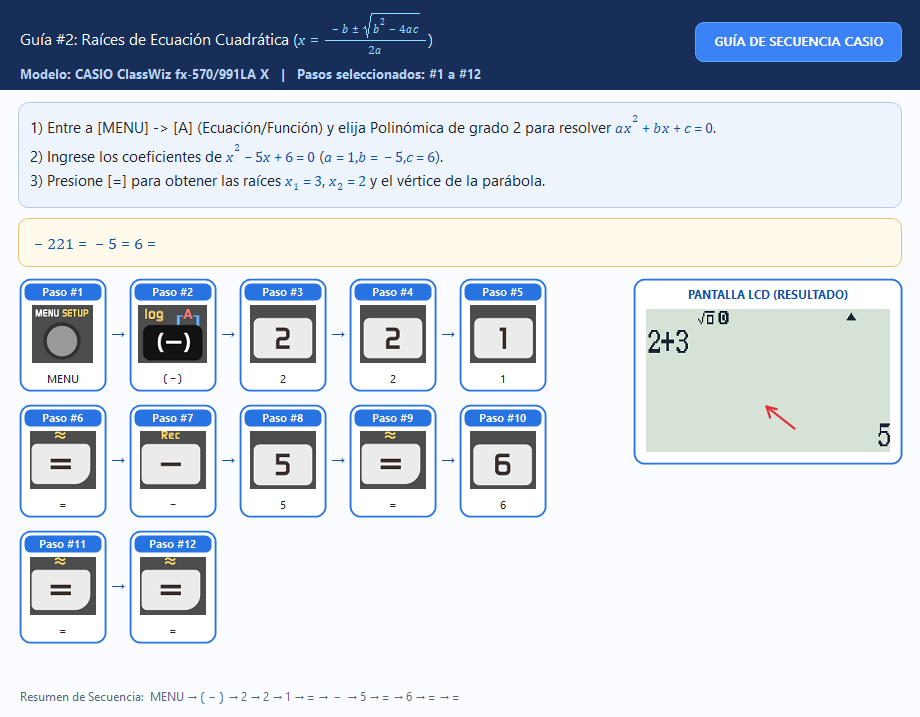 Guía #2: Raíces de Ecuación Cuadrática (x = (−b ± √(b² − 4ac)) / 2a)
GUÍA DE SECUENCIA CASIO
Modelo: CASIO ClassWiz fx-570/991LA X | Pasos seleccionados: #1 a #12
1) Entre a [MENU] -> [A] (Ecuación/Función) y elija Polinómica de grado 2 para resolver ax² + bx + c = 0.
2) Ingrese los coeficientes de x² − 5x + 6 = 0 (a = 1,b = − 5,c = 6).
3) Presione [=] para obtener las raíces x₁ = 3, x₂ = 2 y el vértice de la parábola.
− 221 = − 5 = 6 =
Paso #1 Paso #2 Paso #3 Paso #4 Paso #5
MENU SETUP log A
(−) 2 2 1
MENU → (-) → 2 → 2 → 1
Paso #6 Paso #7 Paso #8 Paso #9 Paso #10
≈ Rec ≈
= − 5 = 6
= → - → 5 → = → 6
Paso #11 Paso #12
≈ ≈
= =
= → =
PANTALLA LCD (RESULTADO)
√□ D ▲
2+3
5
Resumen de Secuencia: MENU → ( − ) → 2 → 2 → 1 → = → − → 5 → = → 6 → = → =